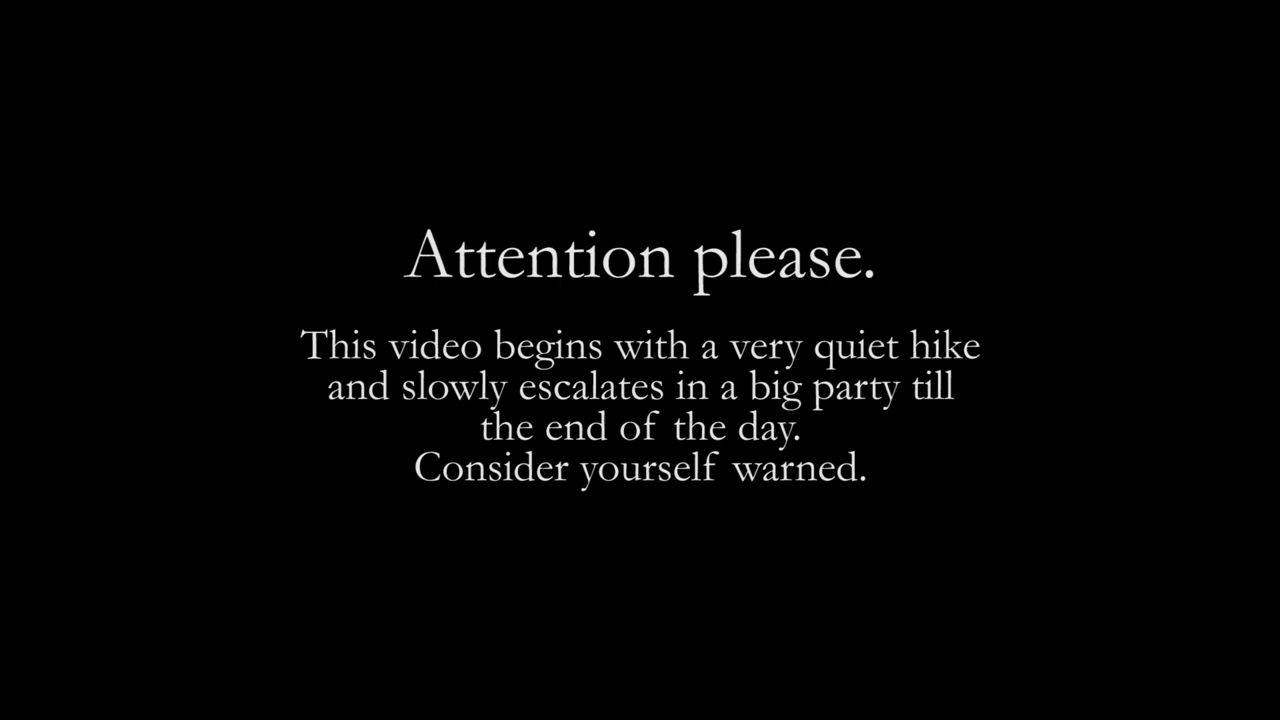 Attention please.
This video begins with a very quiet hike
and slowly escalates in a big party till
the end of the day.
Consider yourself warned.